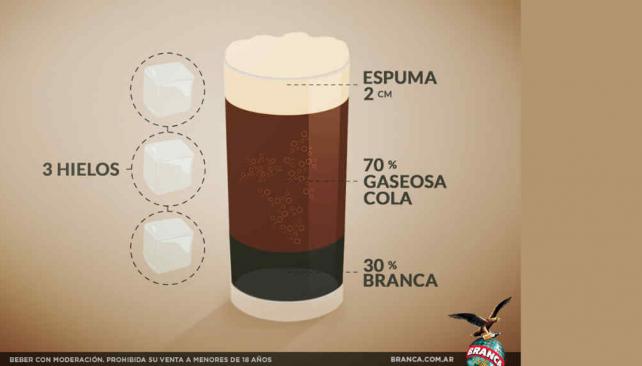 ESPUMA
2 CM
3 HIELOS
70 %
GASEOSA
COLA
30 %
BRANCA
BEBER CON MODERACIÓN. PROHIBIDA SU VENTA A MENORES DE 18 AÑOS
BRANCA.COM.AR
BRANCA